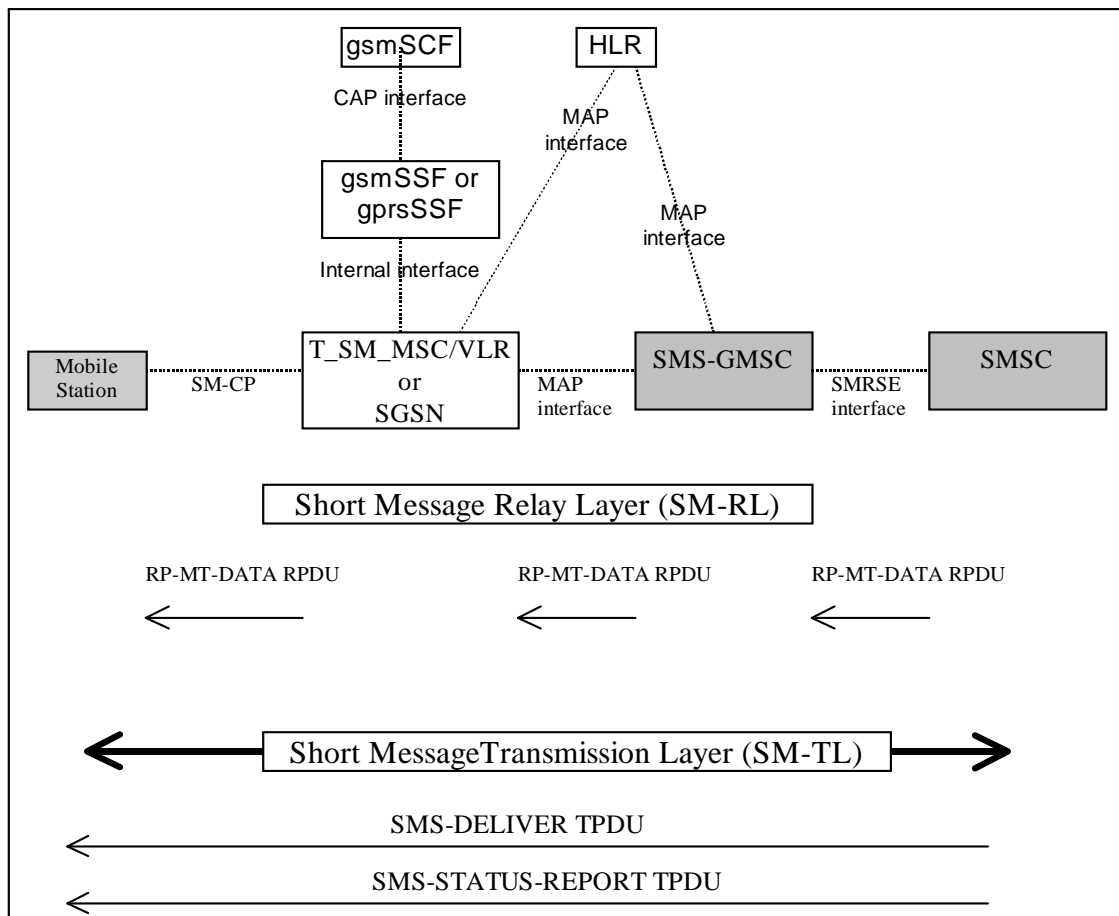 gsmSCF
HLR
CAP interface
MAP
interface
gsmSSF or
gprsSSF
MAP
interface
Internal interface
T_SM_MSC/VLR
or
SGSN
SMS-GMSC
SMSC
Mobile
Station
SM-CP
MAP
interface
SMRSE
interface
Short Message Relay Layer (SM-RL)
RP-MT-DATA RPDU
RP-MT-DATA RPDU
RP-MT-DATA RPDU
Short MessageTransmission Layer (SM-TL)
SMS-DELIVER TPDU
SMS-STATUS-REPORT TPDU